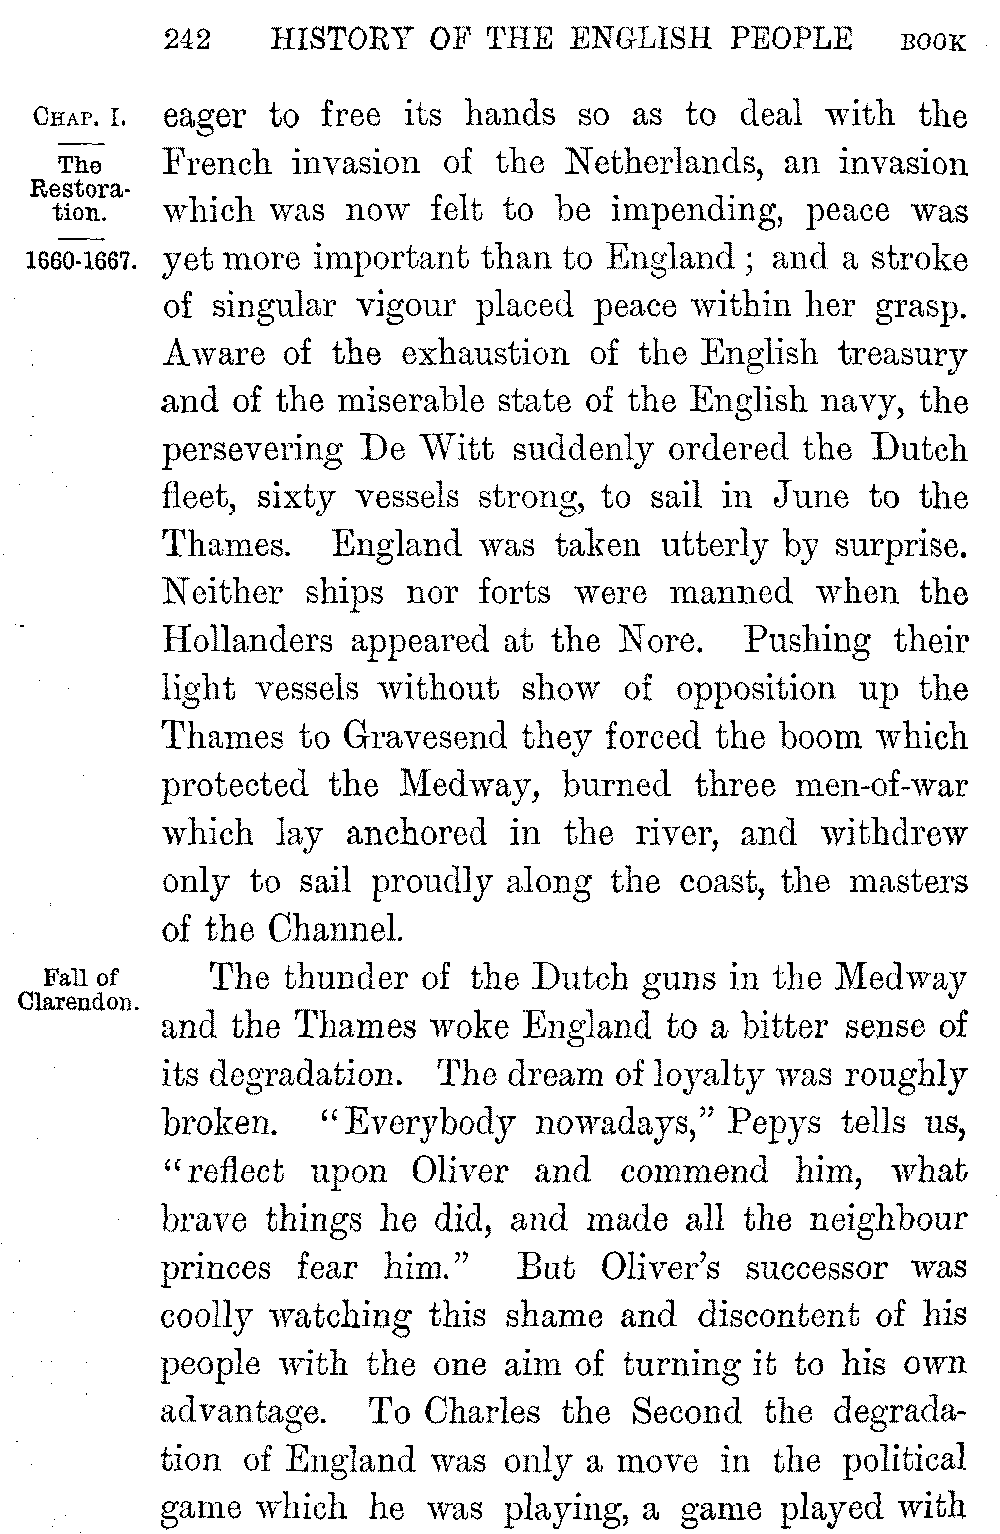 242 HISTORY OF THE ENGLISH PEOPLE BOOK
CHAP. I.
The
Restora-
tion.
1660-1667.
eager to free its hands so as to deal with the
French invasion of the Netherlands, an invasion
which was now felt to be impending, peace was
yet more important than to England ; and a stroke
of singular vigour placed peace within her grasp.
Aware of the exhaustion of the English treasury
and of the miserable state of the English navy, the
persevering De Witt suddenly ordered the Dutch
fleet, sixty vessels strong, to sail in June to the
Thames. England was taken utterly by surprise.
Neither ships nor forts were manned when the
Hollanders appeared at the Nore. Pushing their
light vessels without show of opposition up the
Thames to Gravesend they forced the boom which
protected the Medway, burned three men-of-war
which lay anchored in the river, and withdrew
only to sail proudly along the coast, the masters
of the Channel.
Fall of
Clarendon.
The thunder of the Dutch guns in the Medway
and the Thames woke England to a bitter sense of
its degradation. The dream of loyalty was roughly
broken. "Everybody nowadays," Pepys tells us,
"reflect upon Oliver and commend him, what
brave things he did, and made all the neighbour
princes fear him." But Oliver's successor was
coolly watching this shame and discontent of his
people with the one aim of turning it to his own
advantage. To Charles the Second the degrada-
tion of England was only a move in the political
game which he was playing, a game played with